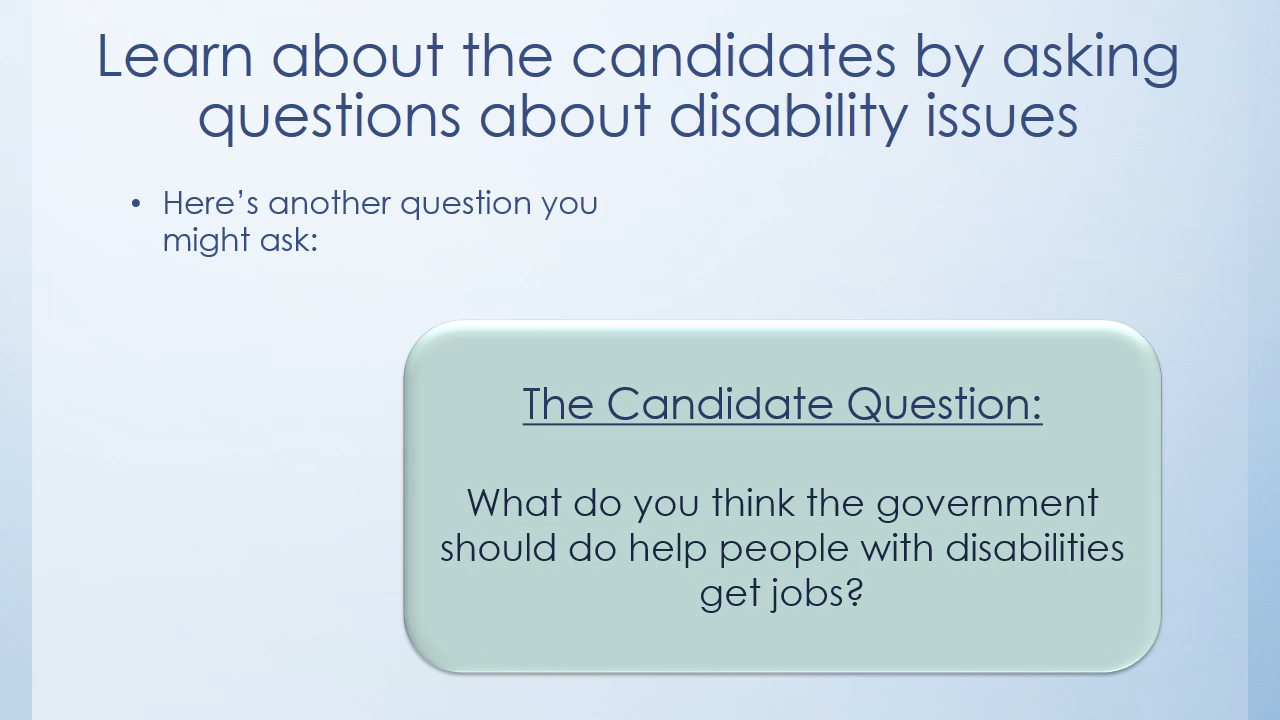 Learn about the candidates by asking
questions about disability issues
• Here’s another question you
might ask:
The Candidate Question:
What do you think the government
should do help people with disabilities
get jobs?